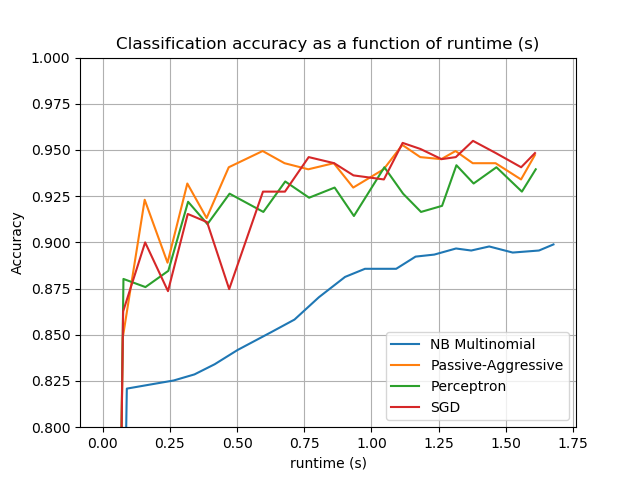 Classification accuracy as a function of runtime (s)
1.000
0.975
0.950
0.925
0.900
0.875
0.850
0.825
0.800
Accuracy
NB Multinomial
Passive-Aggressive
Perceptron
SGD
0.00 0.25 0.50 0.75 1.00 1.25 1.50 1.75
runtime (s)